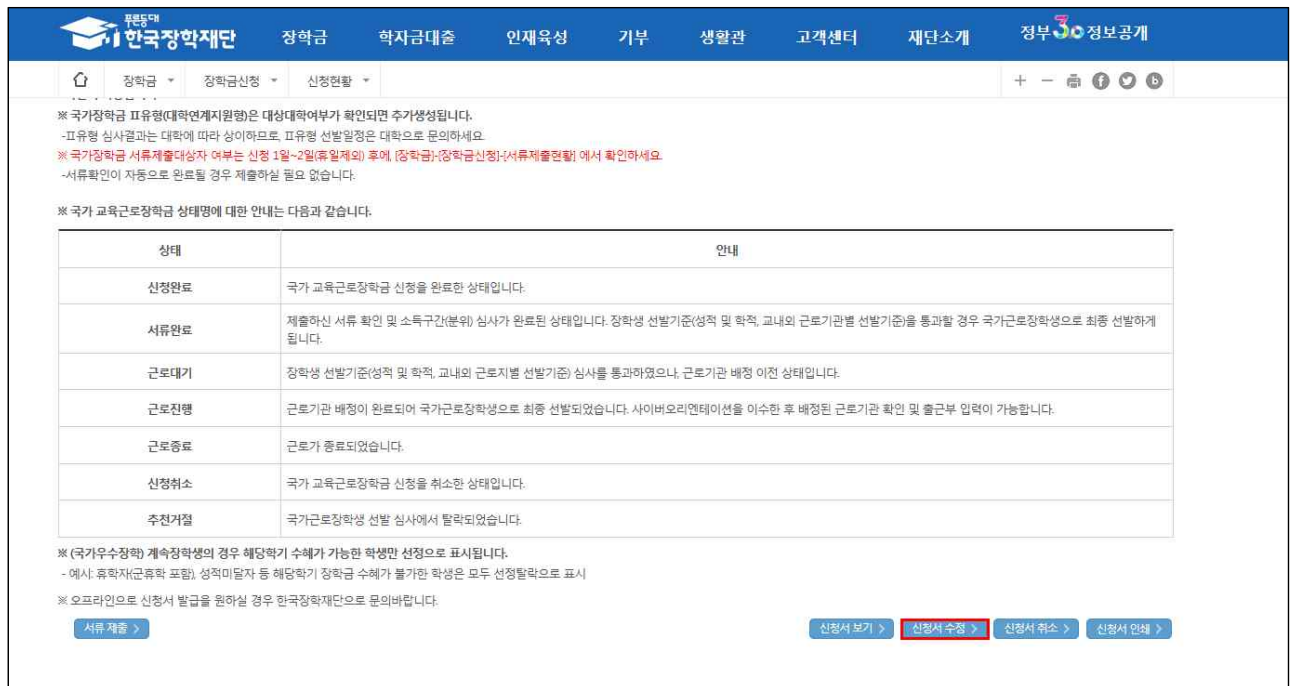 푸른등대
한국장학재단
장학금 학자금대출 인재육성 기부 생활관 고객센터 재단소개 정부3.0 정보공개
장학금 장학금신청 신청현황
※ 국가장학금 II유형(대학연계지원형)은 대상대학여부가 확인되면 추가생성됩니다.
-II유형 심사결과는 대학에 따라 상이하므로, II유형 선발일정은 대학으로 문의하세요.
※ 국가장학금 서류제출대상자 여부는 신청 1일~2일(휴일제외) 후에, [장학금]-[장학금신청]-[서류제출현황] 에서 확인하세요.
-서류확인이 자동으로 완료될 경우 제출하실 필요 없습니다.
※ 국가 교육근로장학금 상태명에 대한 안내는 다음과 같습니다.
상태 안내
신청완료 국가 교육근로장학금 신청을 완료한 상태입니다.
서류완료 제출하신 서류 확인 및 소득구간(분위) 심사가 완료된 상태입니다. 장학생 선발기준(성적 및 학적, 교내외 근로기관별 선발기준)을 통과할 경우 국가근로장학생으로 최종 선발하게
됩니다.
근로대기 장학생 선발기준(성적 및 학적, 교내외 근로지별 선발기준) 심사를 통과하였으나, 근로기관 배정 이전 상태입니다.
근로진행 근로기관 배정이 완료되어 국가근로장학생으로 최종 선발되었습니다. 사이버오리엔테이션을 이수한 후 배정된 근로기관 확인 및 출근부 입력이 가능합니다.
근로종료 근로가 종료되었습니다.
신청취소 국가 교육근로장학금 신청을 취소한 상태입니다.
추천거절 국가근로장학생 선발 심사에서 탈락되었습니다.
※ (국가우수장학) 계속장학생의 경우 해당학기 수혜가 가능한 학생만 선정으로 표시됩니다.
- 예시: 휴학자(군휴학 포함), 성적미달자 등 해당학기 장학금 수혜가 불가한 학생은 모두 선정탈락으로 표시
※ 오프라인으로 신청서 발급을 원하실 경우 한국장학재단으로 문의바랍니다.
서류 제출 > 신청서 보기 > 신청서 수정 > 신청서 취소 > 신청서 인쇄 >